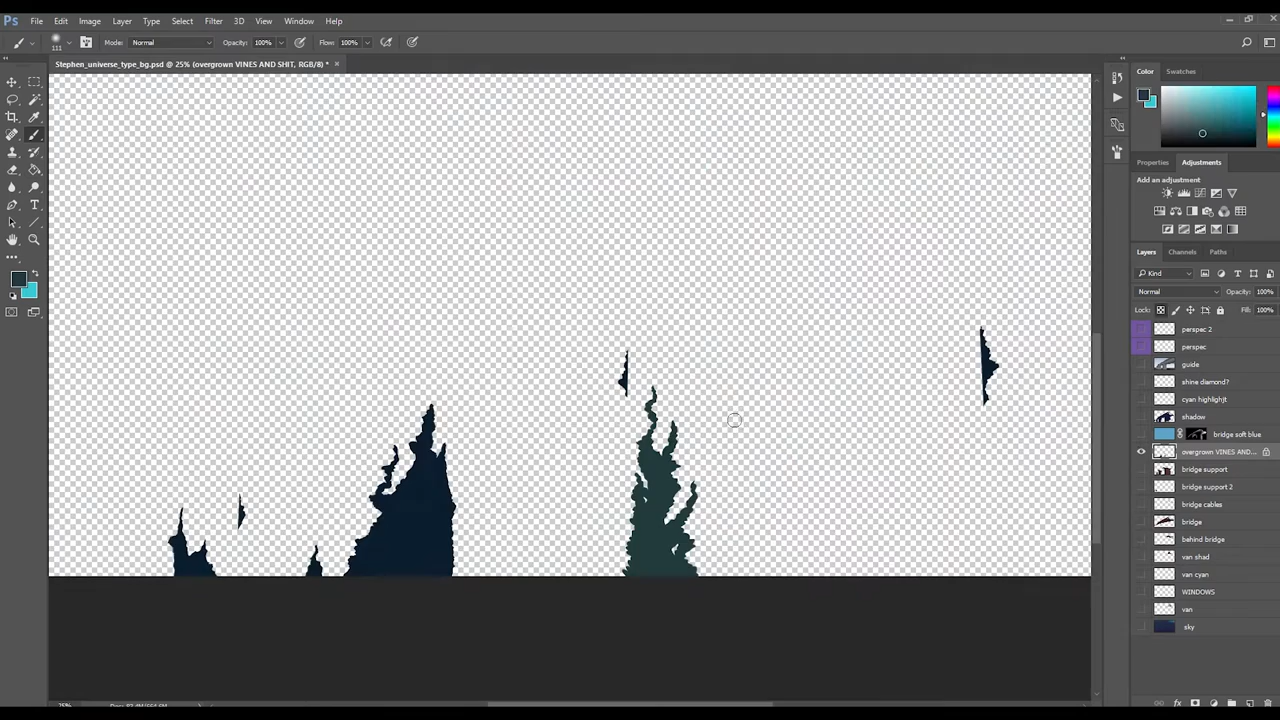 Ps File Edit Image Layer Type Select Filter 3D View Window Help
111 Mode: Normal Opacity: 100% Flow: 100%
Stephen_universe_type_bg.psd @ 25% (overgrown VINES AND SHIT, RGB/8) * ×
Color Swatches
Properties Adjustments
Add an adjustment
Layers Channels Paths
Kind
Normal Opacity: 100%
Lock: Fill: 100%
perspec 2
perspec
guide
shine diamond?
cyan highlighjt
shadow
bridge soft blue
overgrown VINES AND...
bridge support
bridge support 2
bridge cables
bridge
behind bridge
van shad
van cyan
WINDOWS
van
sky